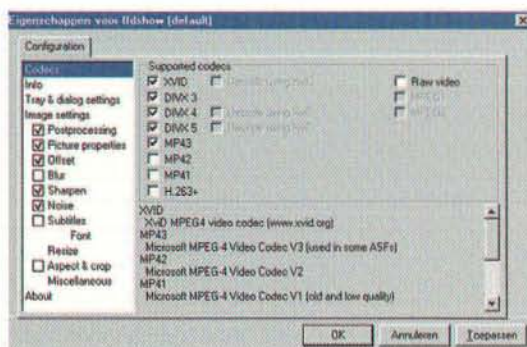 Eigenschappen voor ffdshow [default]
Configuration
Codecs
Info
Tray & dialog settings
Image settings
Postprocessing
Picture properties
Offset
Blur
Sharpen
Noise
Subtitles
Font
Resize
Aspect & crop
Miscellaneous
About
Supported codecs
XVID
DIVX 3
DIVX 4
DIVX 5
MP43
MP42
MP41
H.263+
Raw video
XVID
XviD MPEG4 video codec (www.xvid.org)
MP43
Microsoft MPEG-4 Video Codec V3 (used in some ASFs)
MP42
Microsoft MPEG-4 Video Codec V2
MP41
Microsoft MPEG-4 Video Codec V1 (old and low quality)
OK
Annuleren
Toepassen